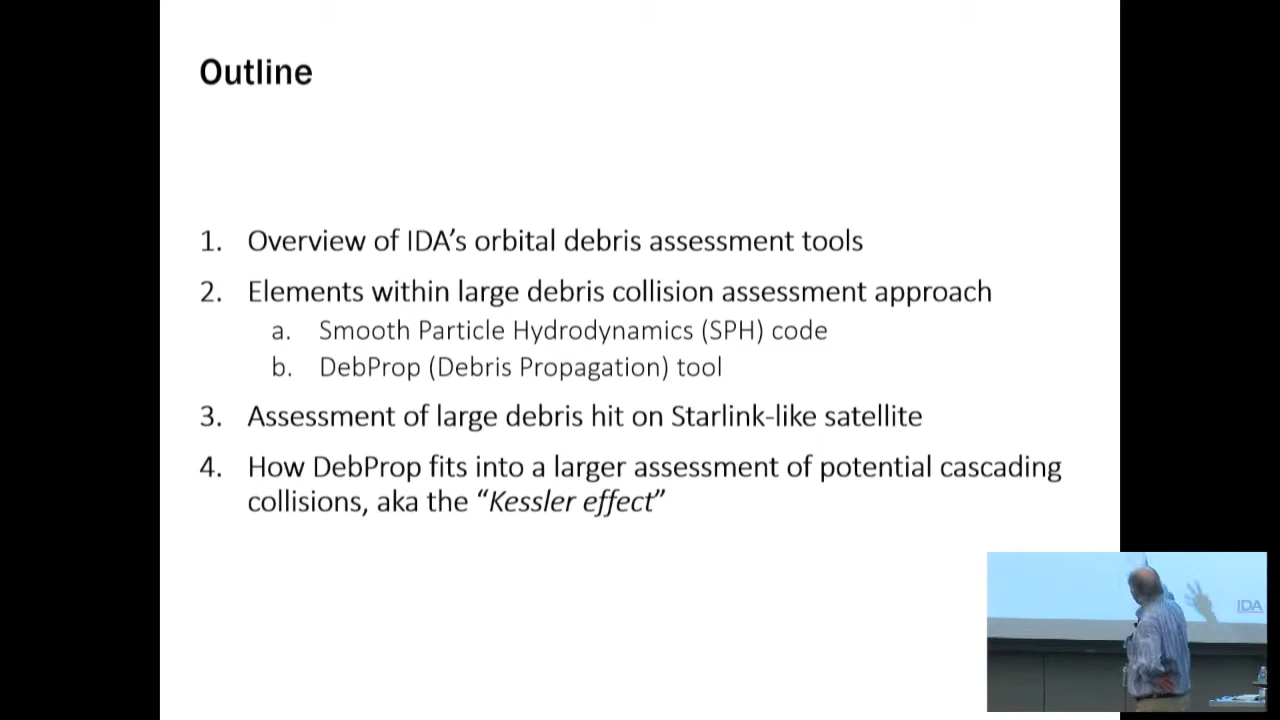 Outline
1. Overview of IDA's orbital debris assessment tools
2. Elements within large debris collision assessment approach
a. Smooth Particle Hydrodynamics (SPH) code
b. DebProp (Debris Propagation) tool
3. Assessment of large debris hit on Starlink-like satellite
4. How DebProp fits into a larger assessment of potential cascading
collisions, aka the “Kessler effect”
IDA